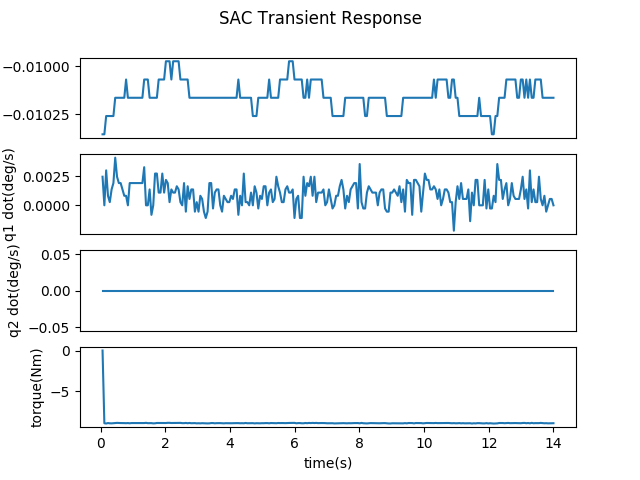 SAC Transient Response
−0.01000
−0.01025
q1 dot(deg/s)
0.0025
0.0000
q2 dot(deg/s)
0.05
0.00
−0.05
torque(Nm)
0
−5
0 2 4 6 8 10 12 14
time(s)